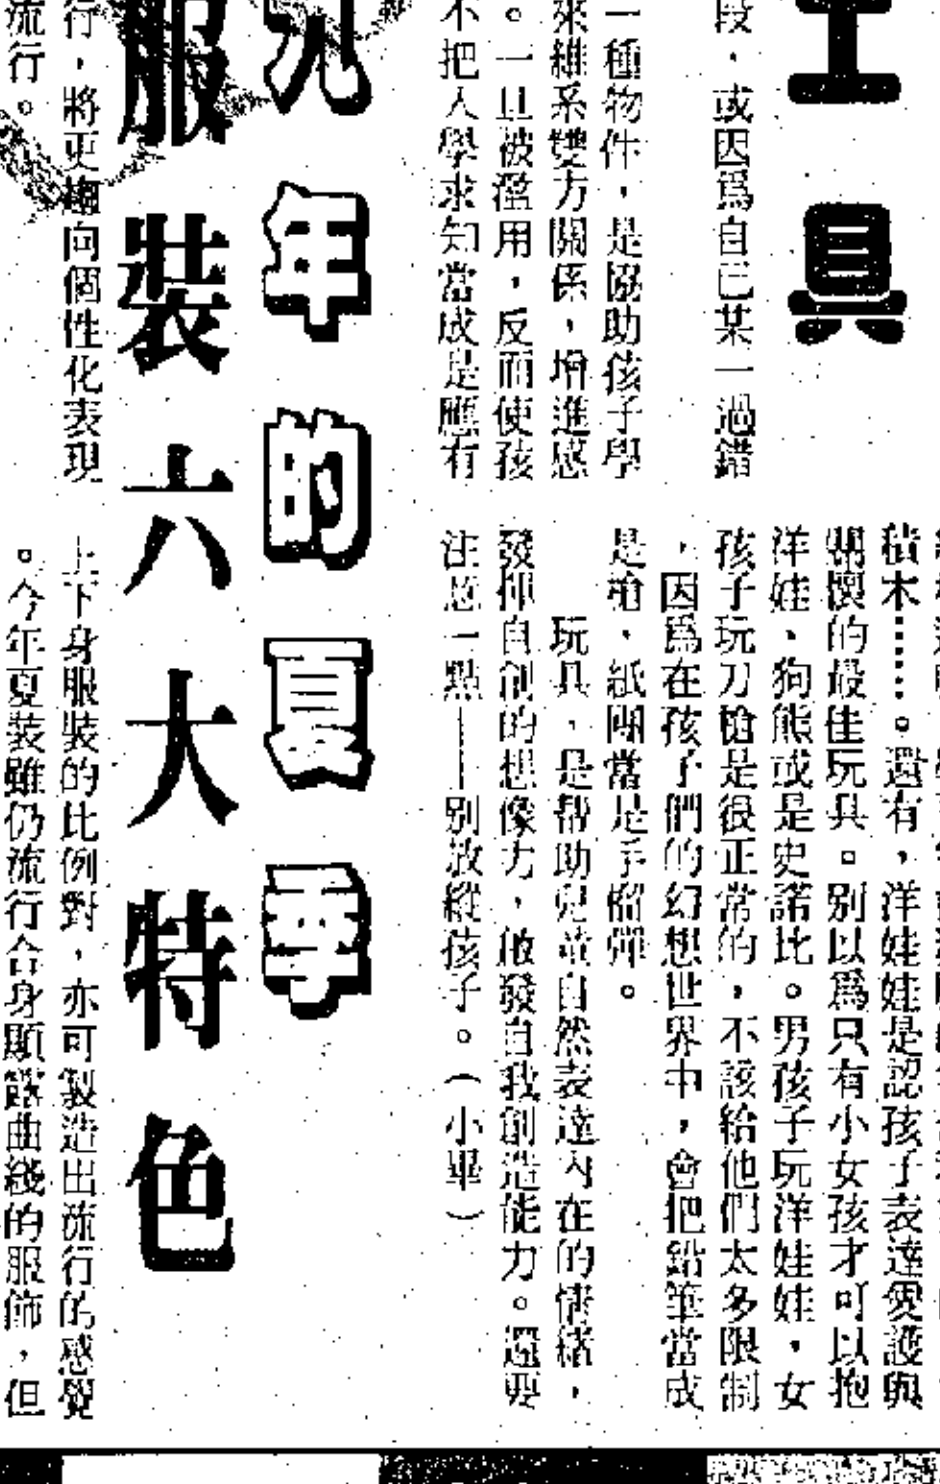 工具
段，或因爲自己某一過錯
一種物件，是協助孩子學
來維系雙方關係，增進感
。一旦被濫用，反而使孩
不把入學求知當成是應有
積木……。還有，洋娃娃是認孩子表達愛護與
關懷的最佳玩具。別以爲只有小女孩才可以抱
洋娃、狗熊或是史諾比。男孩子玩洋娃娃，女
孩子玩刀槍是很正常的，不該給他們太多限制
，因爲在孩子們的幻想世界中，會把鉛筆當成
是槍，紙團當是手榴彈。
玩具，是幫助兒童自然表達內在的情緒，
發揮自創的想像力，啟發自我創造能力。還要
注意一點——別放縱孩子。（小畢）
九年的夏季
服裝六大特色
行，將更趨向個性化表現
流行。
上下身服裝的比例對，亦可製造出流行的感覺
。今年夏裝雖仍流行合身顯露曲綫的服飾，但